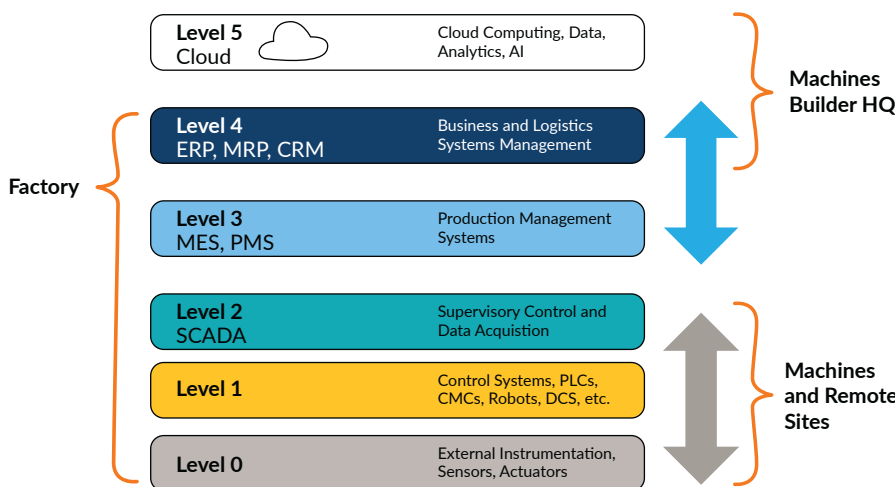 Level 5
Cloud
Cloud Computing, Data,
Analytics, AI
Machines
Builder HQ
Level 4
ERP, MRP, CRM
Business and Logistics
Systems Management
Factory
Level 3
MES, PMS
Production Management
Systems
Level 2
SCADA
Supervisory Control and
Data Acquistion
Level 1
Control Systems, PLCs,
CMCs, Robots, DCS, etc.
Machines
and Remote
Sites
Level 0
External Instrumentation,
Sensors, Actuators